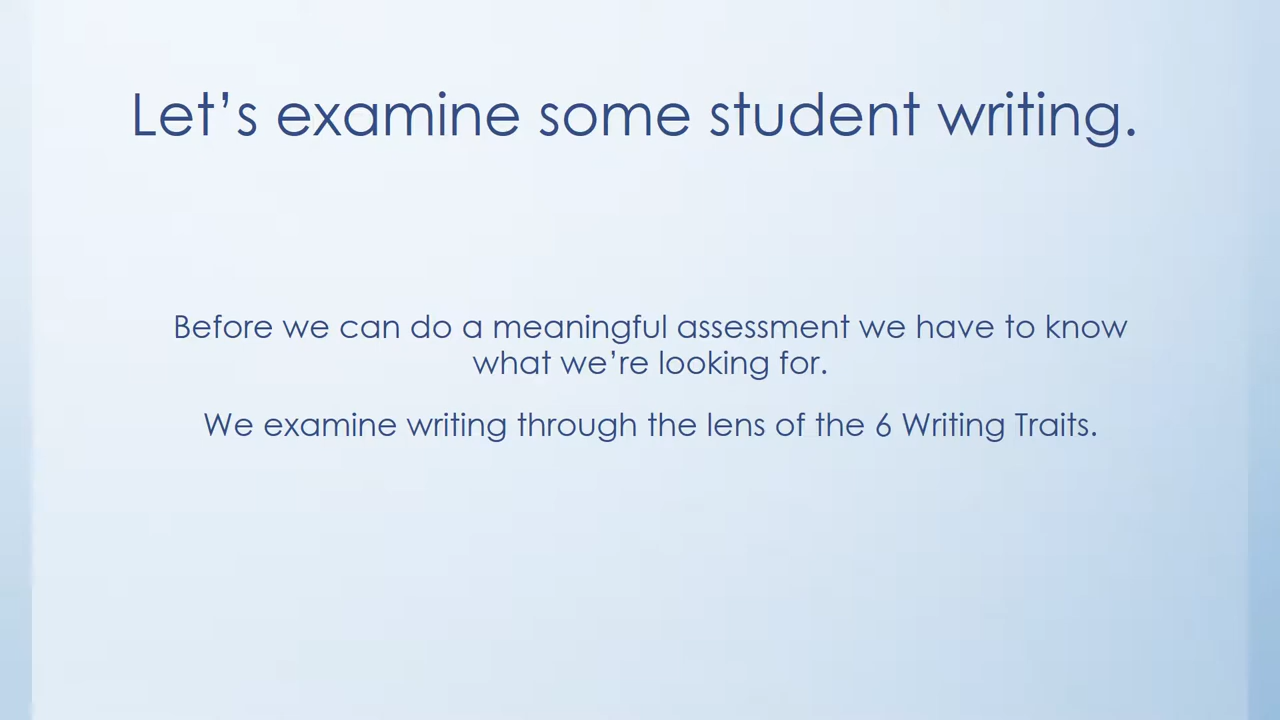 Let’s examine some student writing.
Before we can do a meaningful assessment we have to know
what we’re looking for.
We examine writing through the lens of the 6 Writing Traits.